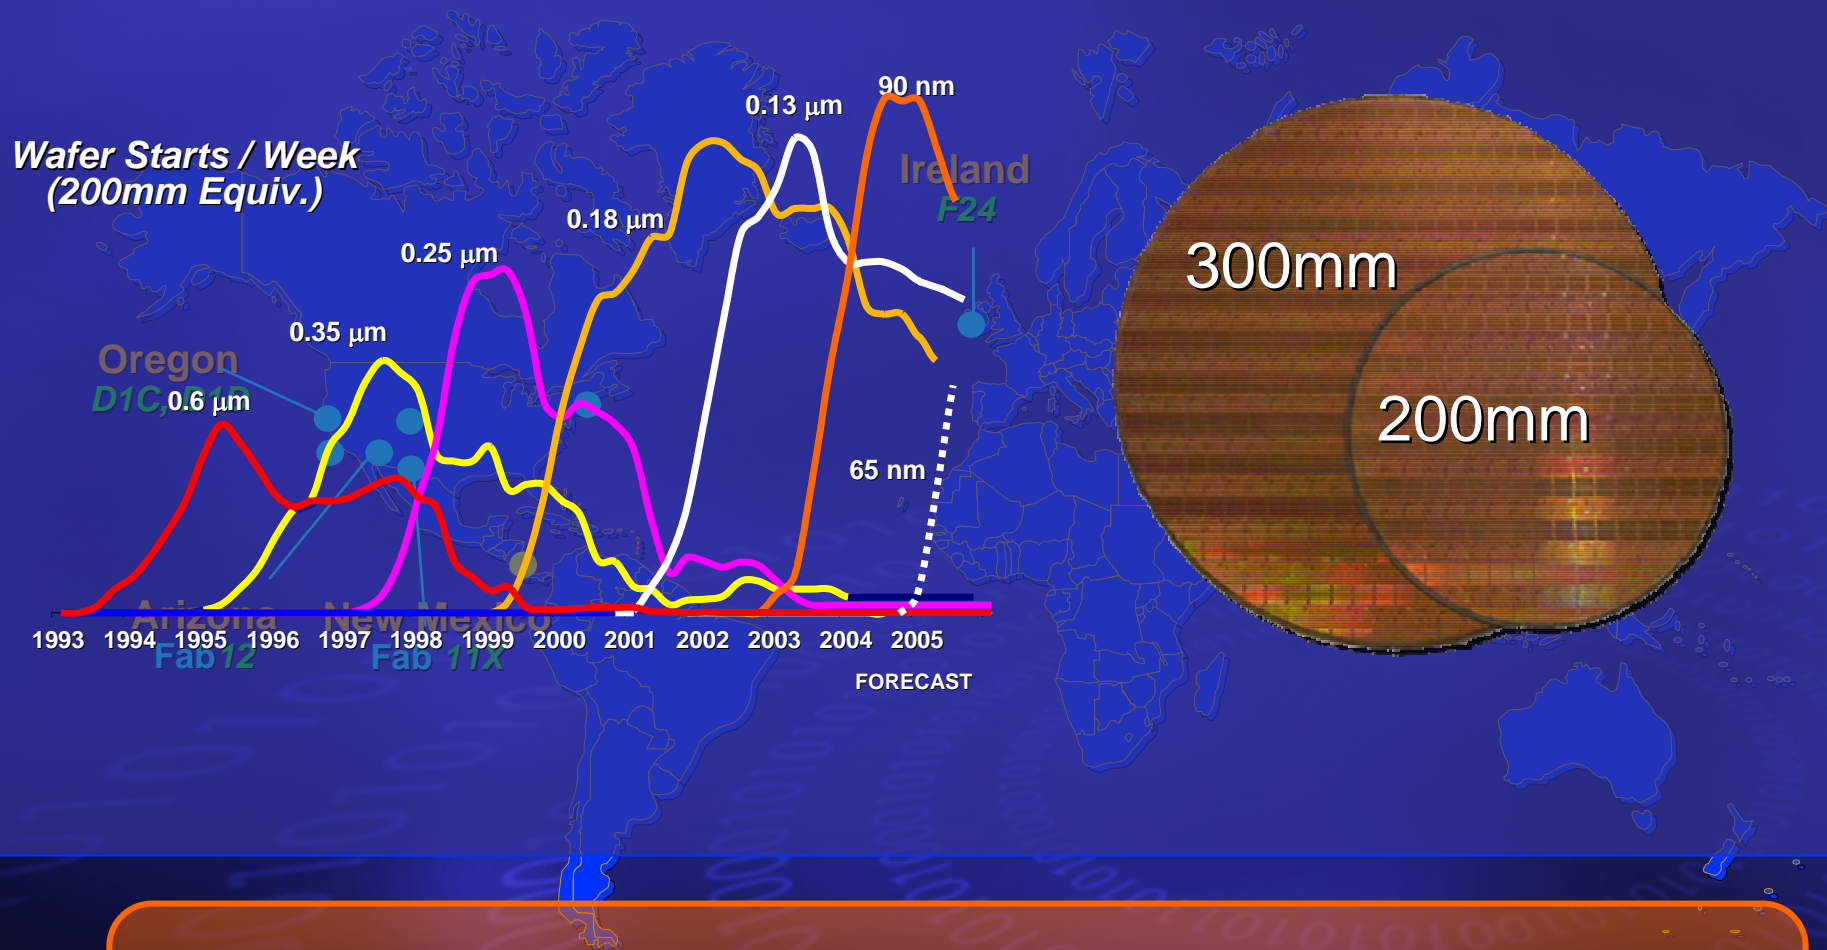 90 nm
0.13 μm
Wafer Starts / Week
(200mm Equiv.)
Ireland
F24
0.18 μm
0.25 μm
300mm
0.35 μm
Oregon
D1C, D1D
0.6 μm
200mm
65 nm
Arizona New Mexico
1993 1994 1995 1996 1997 1998 1999 2000 2001 2002 2003 2004 2005
Fab 12 Fab 11X
FORECAST